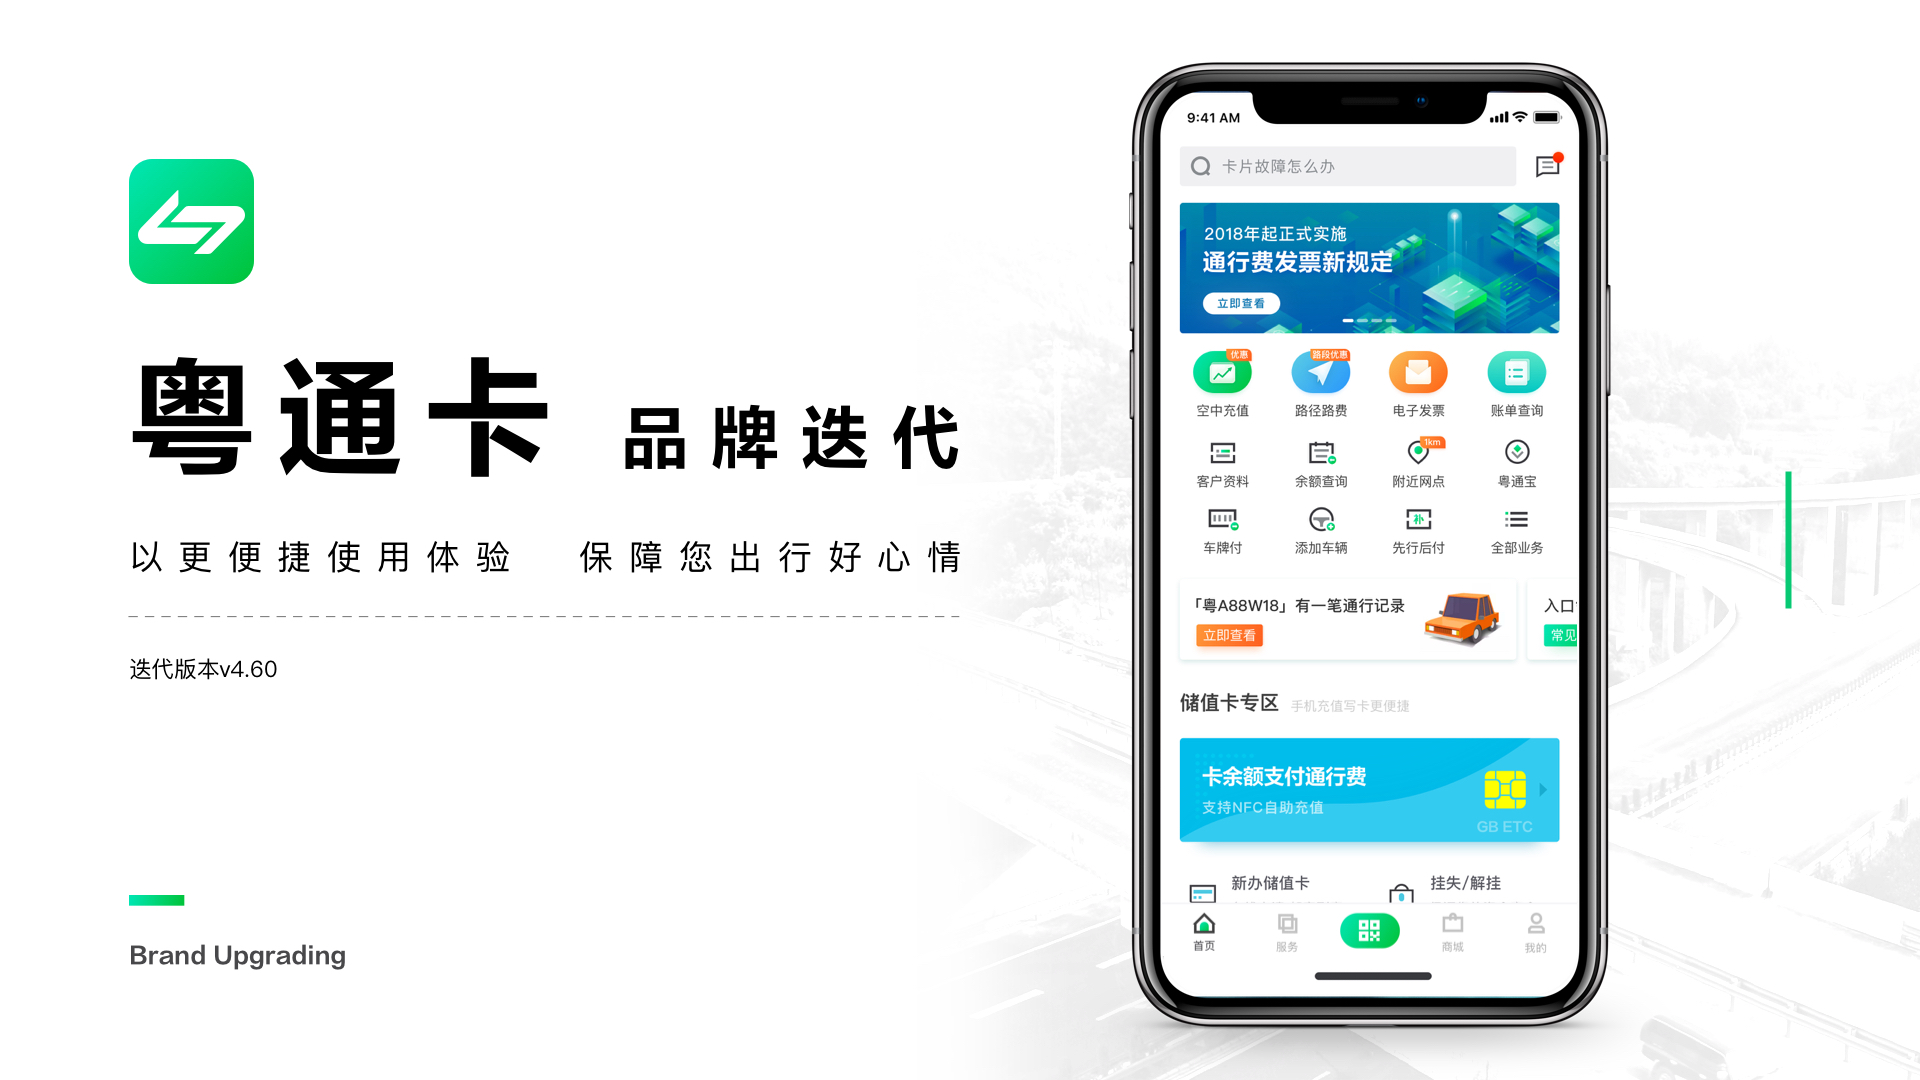 粤通卡 品牌迭代
以更便捷使用体验 保障您出行好心情
迭代版本v4.60
Brand Upgrading
9:41 AM
卡片故障怎么办
2018年起正式实施
通行费发票新规定
立即查看
优惠 路段优惠
空中充值 路径路费 电子发票 账单查询
1km
客户资料 余额查询 附近网点 粤通宝
补
车牌付 添加车辆 先行后付 全部业务
「粤A88W18」有一笔通行记录 入口
立即查看 常见
储值卡专区 手机充值写卡更便捷
卡余额支付通行费
支持NFC自助充值
GB ETC
新办储值卡 挂失/解挂
首页 服务 商城 我的